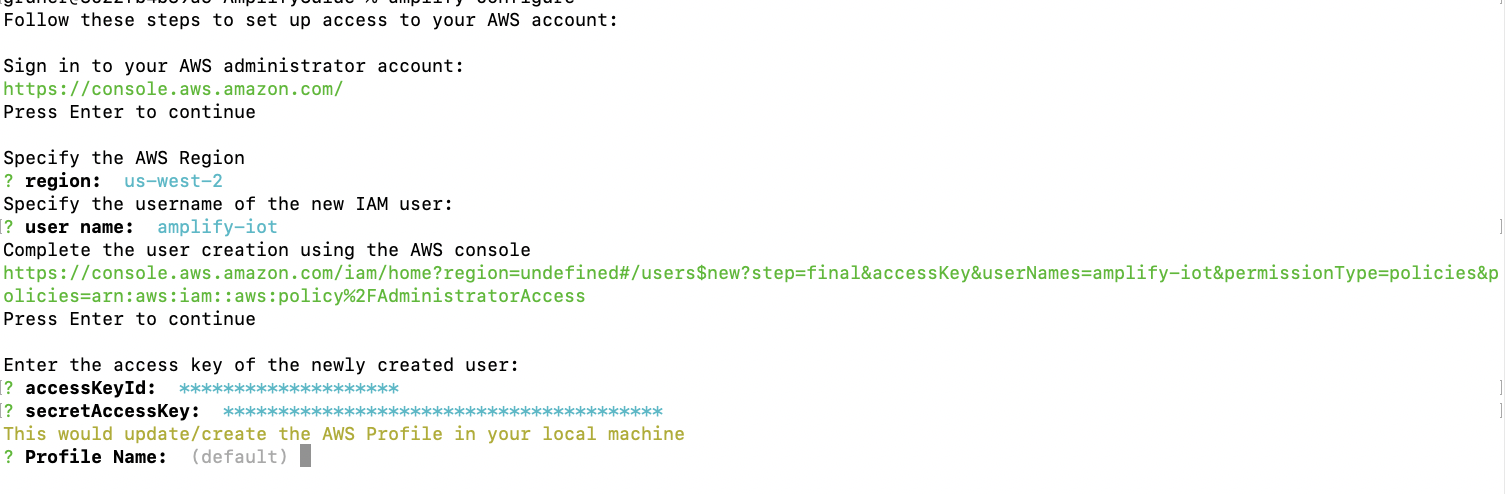 Follow these steps to set up access to your AWS account:
Sign in to your AWS administrator account:
https://console.aws.amazon.com/
Press Enter to continue
Specify the AWS Region
? region:  us-west-2
Specify the username of the new IAM user:
? user name:  amplify-iot
Complete the user creation using the AWS console
https://console.aws.amazon.com/iam/home?region=undefined#/users$new?step=final&accessKey&userNames=amplify-iot&permissionType=policies&p
olicies=arn:aws:iam::aws:policy%2FAdministratorAccess
Press Enter to continue
Enter the access key of the newly created user:
? accessKeyId:  ********************
? secretAccessKey:  ****************************************
This would update/create the AWS Profile in your local machine
? Profile Name:  (default)